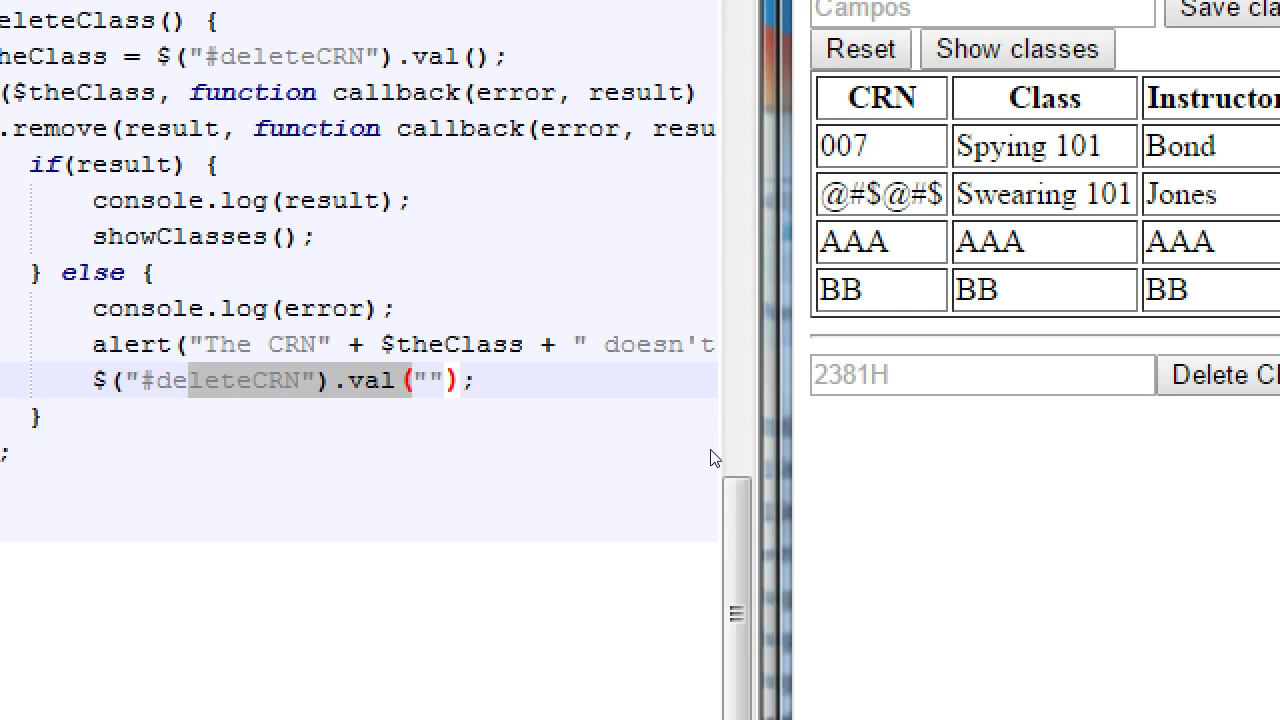 eleteClass() {
heClass = $("#deleteCRN").val();
($theClass, function callback(error, result)
.remove(result, function callback(error, resu
if(result) {
console.log(result);
showClasses();
} else {
console.log(error);
alert("The CRN" + $theClass + " doesn't
$("#deleteCRN").val("");
}
;
Campos
Save cla
Reset Show classes
CRN Class Instructor
007 Spying 101 Bond
@#$@#$ Swearing 101 Jones
AAA AAA AAA
BB BB BB
2381H Delete Cl